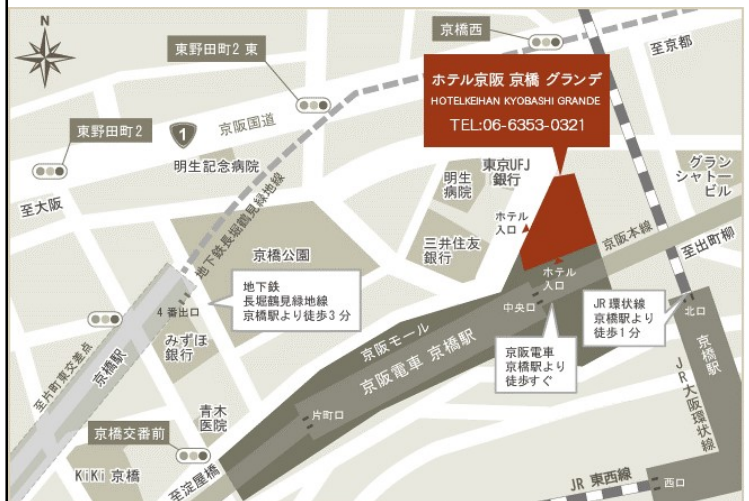 N
京橋西
至京都
東野田町2 東
ホテル京阪 京橋 グランデ
HOTELKEIHAN KYOBASHI GRANDE
TEL:06-6353-0321
東野田町2
1
京阪国道
明生記念病院
至大阪
地下鉄長堀鶴見緑地線
東京UFJ
銀行
明生
病院
グラン
シャトー
ビル
ホテル
入口
京阪本線
至出町柳
京橋公園
三井住友
銀行
ホテル
入口
地下鉄
長堀鶴見緑地線
京橋駅より徒歩3分
4番出口
中央口
JR環状線
京橋駅より
徒歩1分
北口
京橋駅
みずほ
銀行
京橋駅
至片町東交差点
京阪モール
京阪電車 京橋駅
京阪電車
京橋駅より
徒歩すぐ
JR大阪環状線
青木
医院
片町口
京橋交番前
KiKi 京橋
至淀屋橋
JR 東西線
西口